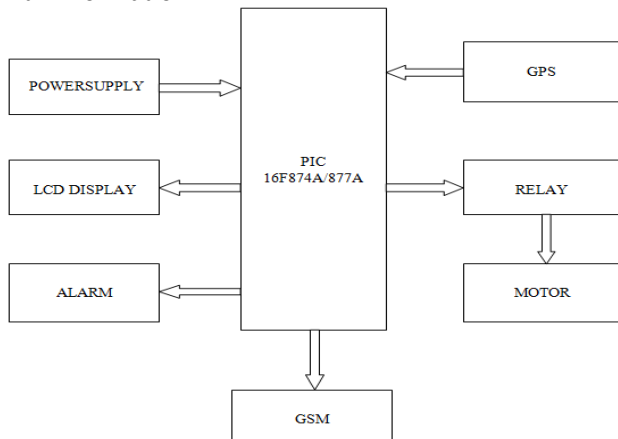 POWERSUPPLY
GPS
PIC
16F874A/877A
LCD DISPLAY
RELAY
ALARM
MOTOR
GSM